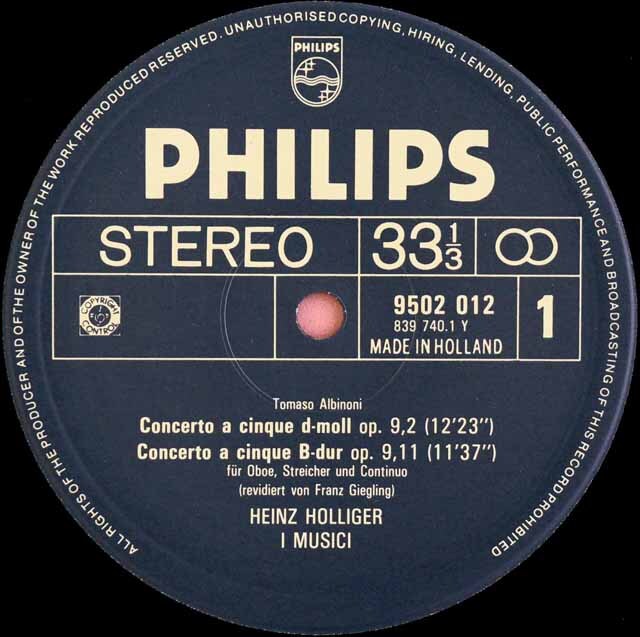 ALL RIGHTS OF THE PRODUCER AND OF THE OWNER OF THE WORK REPRODUCED RESERVED. UNAUTHORISED COPYING, HIRING, LENDING, PUBLIC PERFORMANCE AND BROADCASTING OF THIS RECORD PROHIBITED
PHILIPS
PHILIPS
STEREO 33 1/3
COPYRIGHT
CONTROL
9502 012
839 740.1 Y
MADE IN HOLLAND
1
Tomaso Albinoni
Concerto a cinque d-moll op. 9,2 (12'23'')
Concerto a cinque B-dur op. 9,11 (11'37'')
für Oboe, Streicher und Continuo
(revidiert von Franz Giegling)
HEINZ HOLLIGER
I MUSICI